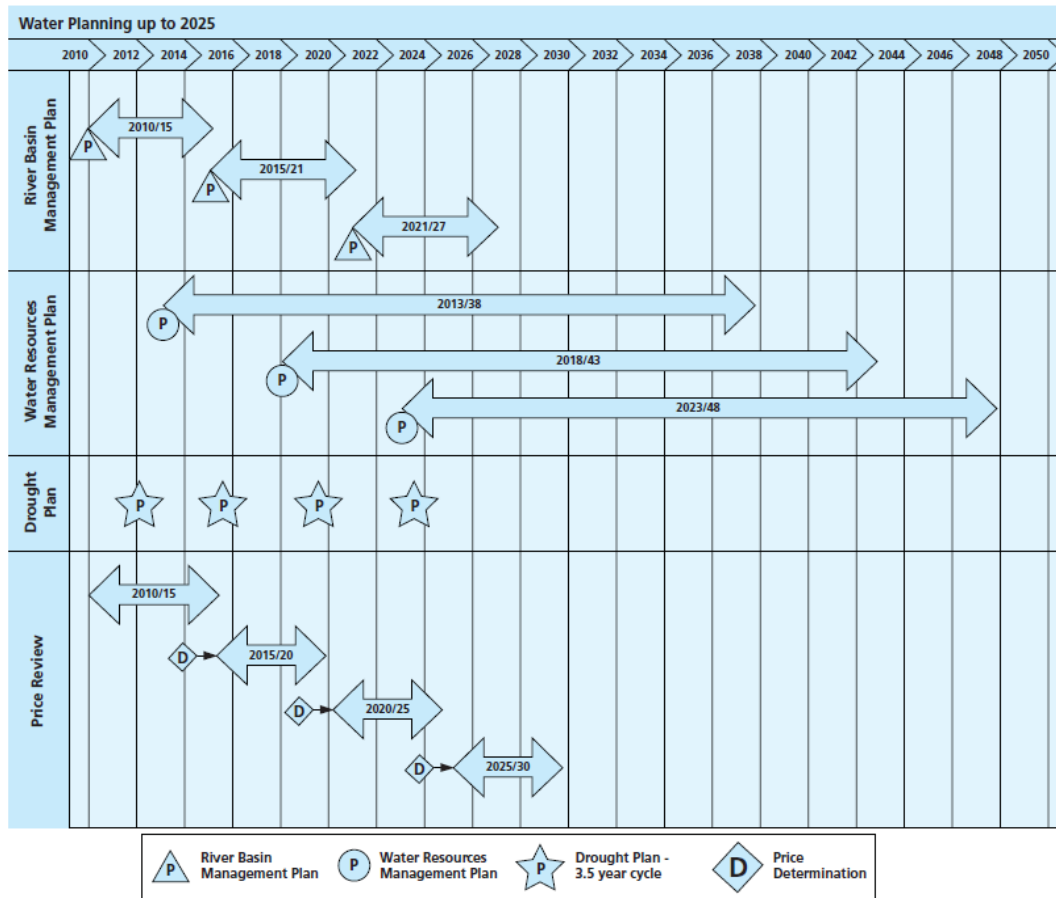 Water Planning up to 2025
2010 2012 2014 2016 2018 2020 2022 2024 2026 2028 2030 2032 2034 2036 2038 2040 2042 2044 2046 2048 2050
River Basin
Management Plan
2010/15
P
2015/21
P
2021/27
P
Water Resources
Management Plan
2013/38
P
2018/43
P
2023/48
P
Drought
Plan
P P P P
Price Review
2010/15
D 2015/20
D 2020/25
D 2025/30
P River Basin
Management Plan
P Water Resources
Management Plan
P Drought Plan -
3.5 year cycle
D Price
Determination